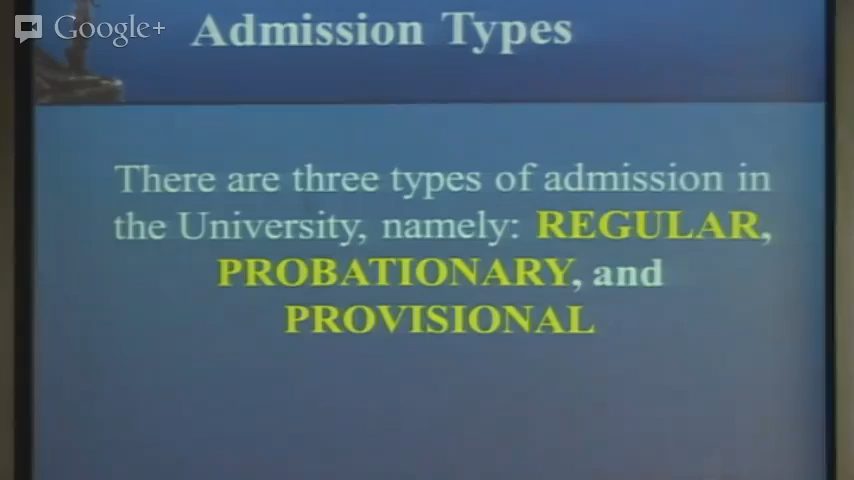 Google+
Admission Types
There are three types of admission in
the University, namely: REGULAR,
PROBATIONARY, and
PROVISIONAL